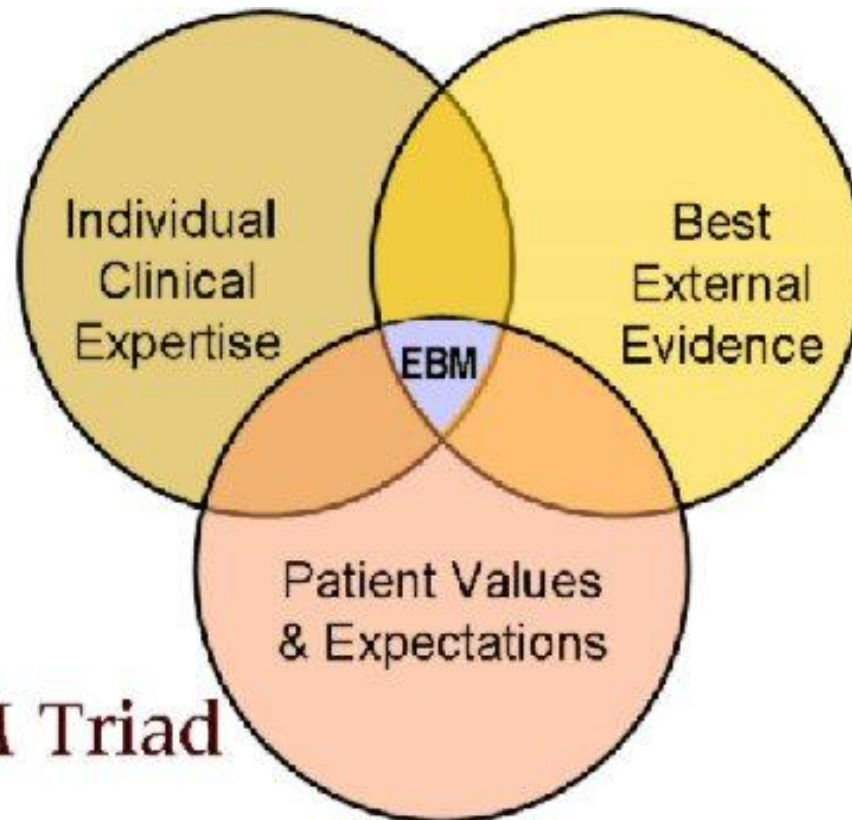 Individual
Clinical
Expertise
Best
External
Evidence
EBM
Patient Values
& Expectations
Triad